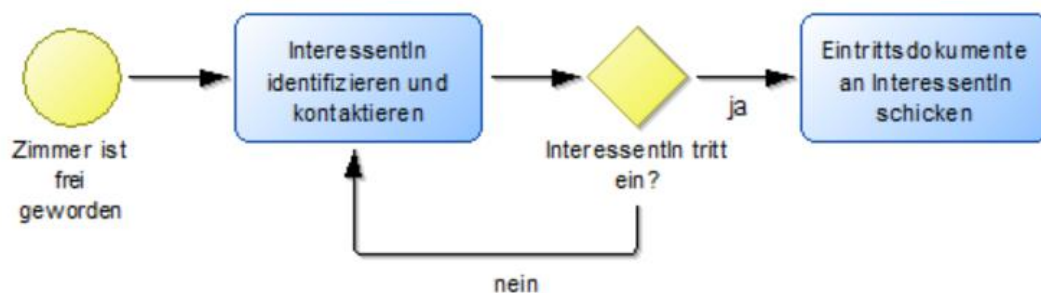 Zimmer ist
frei
geworden
InteressentIn
identifizieren und
kontaktieren
InteressentIn tritt
ein?
ja
Eintrittsdokumente
an InteressentIn
schicken
nein